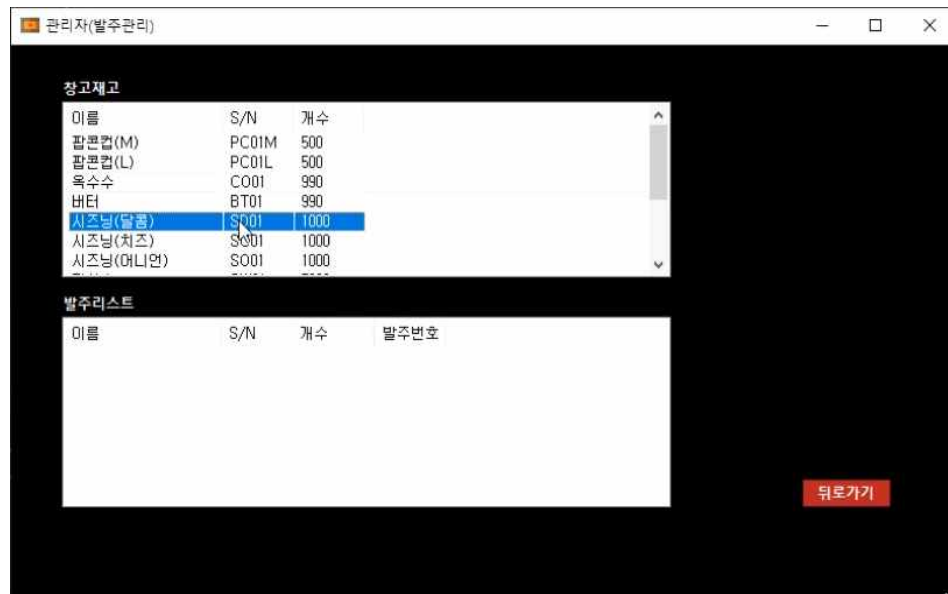 관리자(발주관리)
창고재고
이름 S/N 개수
팝콘컵(M) PC01M 500
팝콘컵(L) PC01L 500
옥수수 CO01 990
버터 BT01 990
시즈닝(달콤) SD01 1000
시즈닝(치즈) SC01 1000
시즈닝(어니언) SO01 1000
발주리스트
이름 S/N 개수 발주번호
뒤로가기